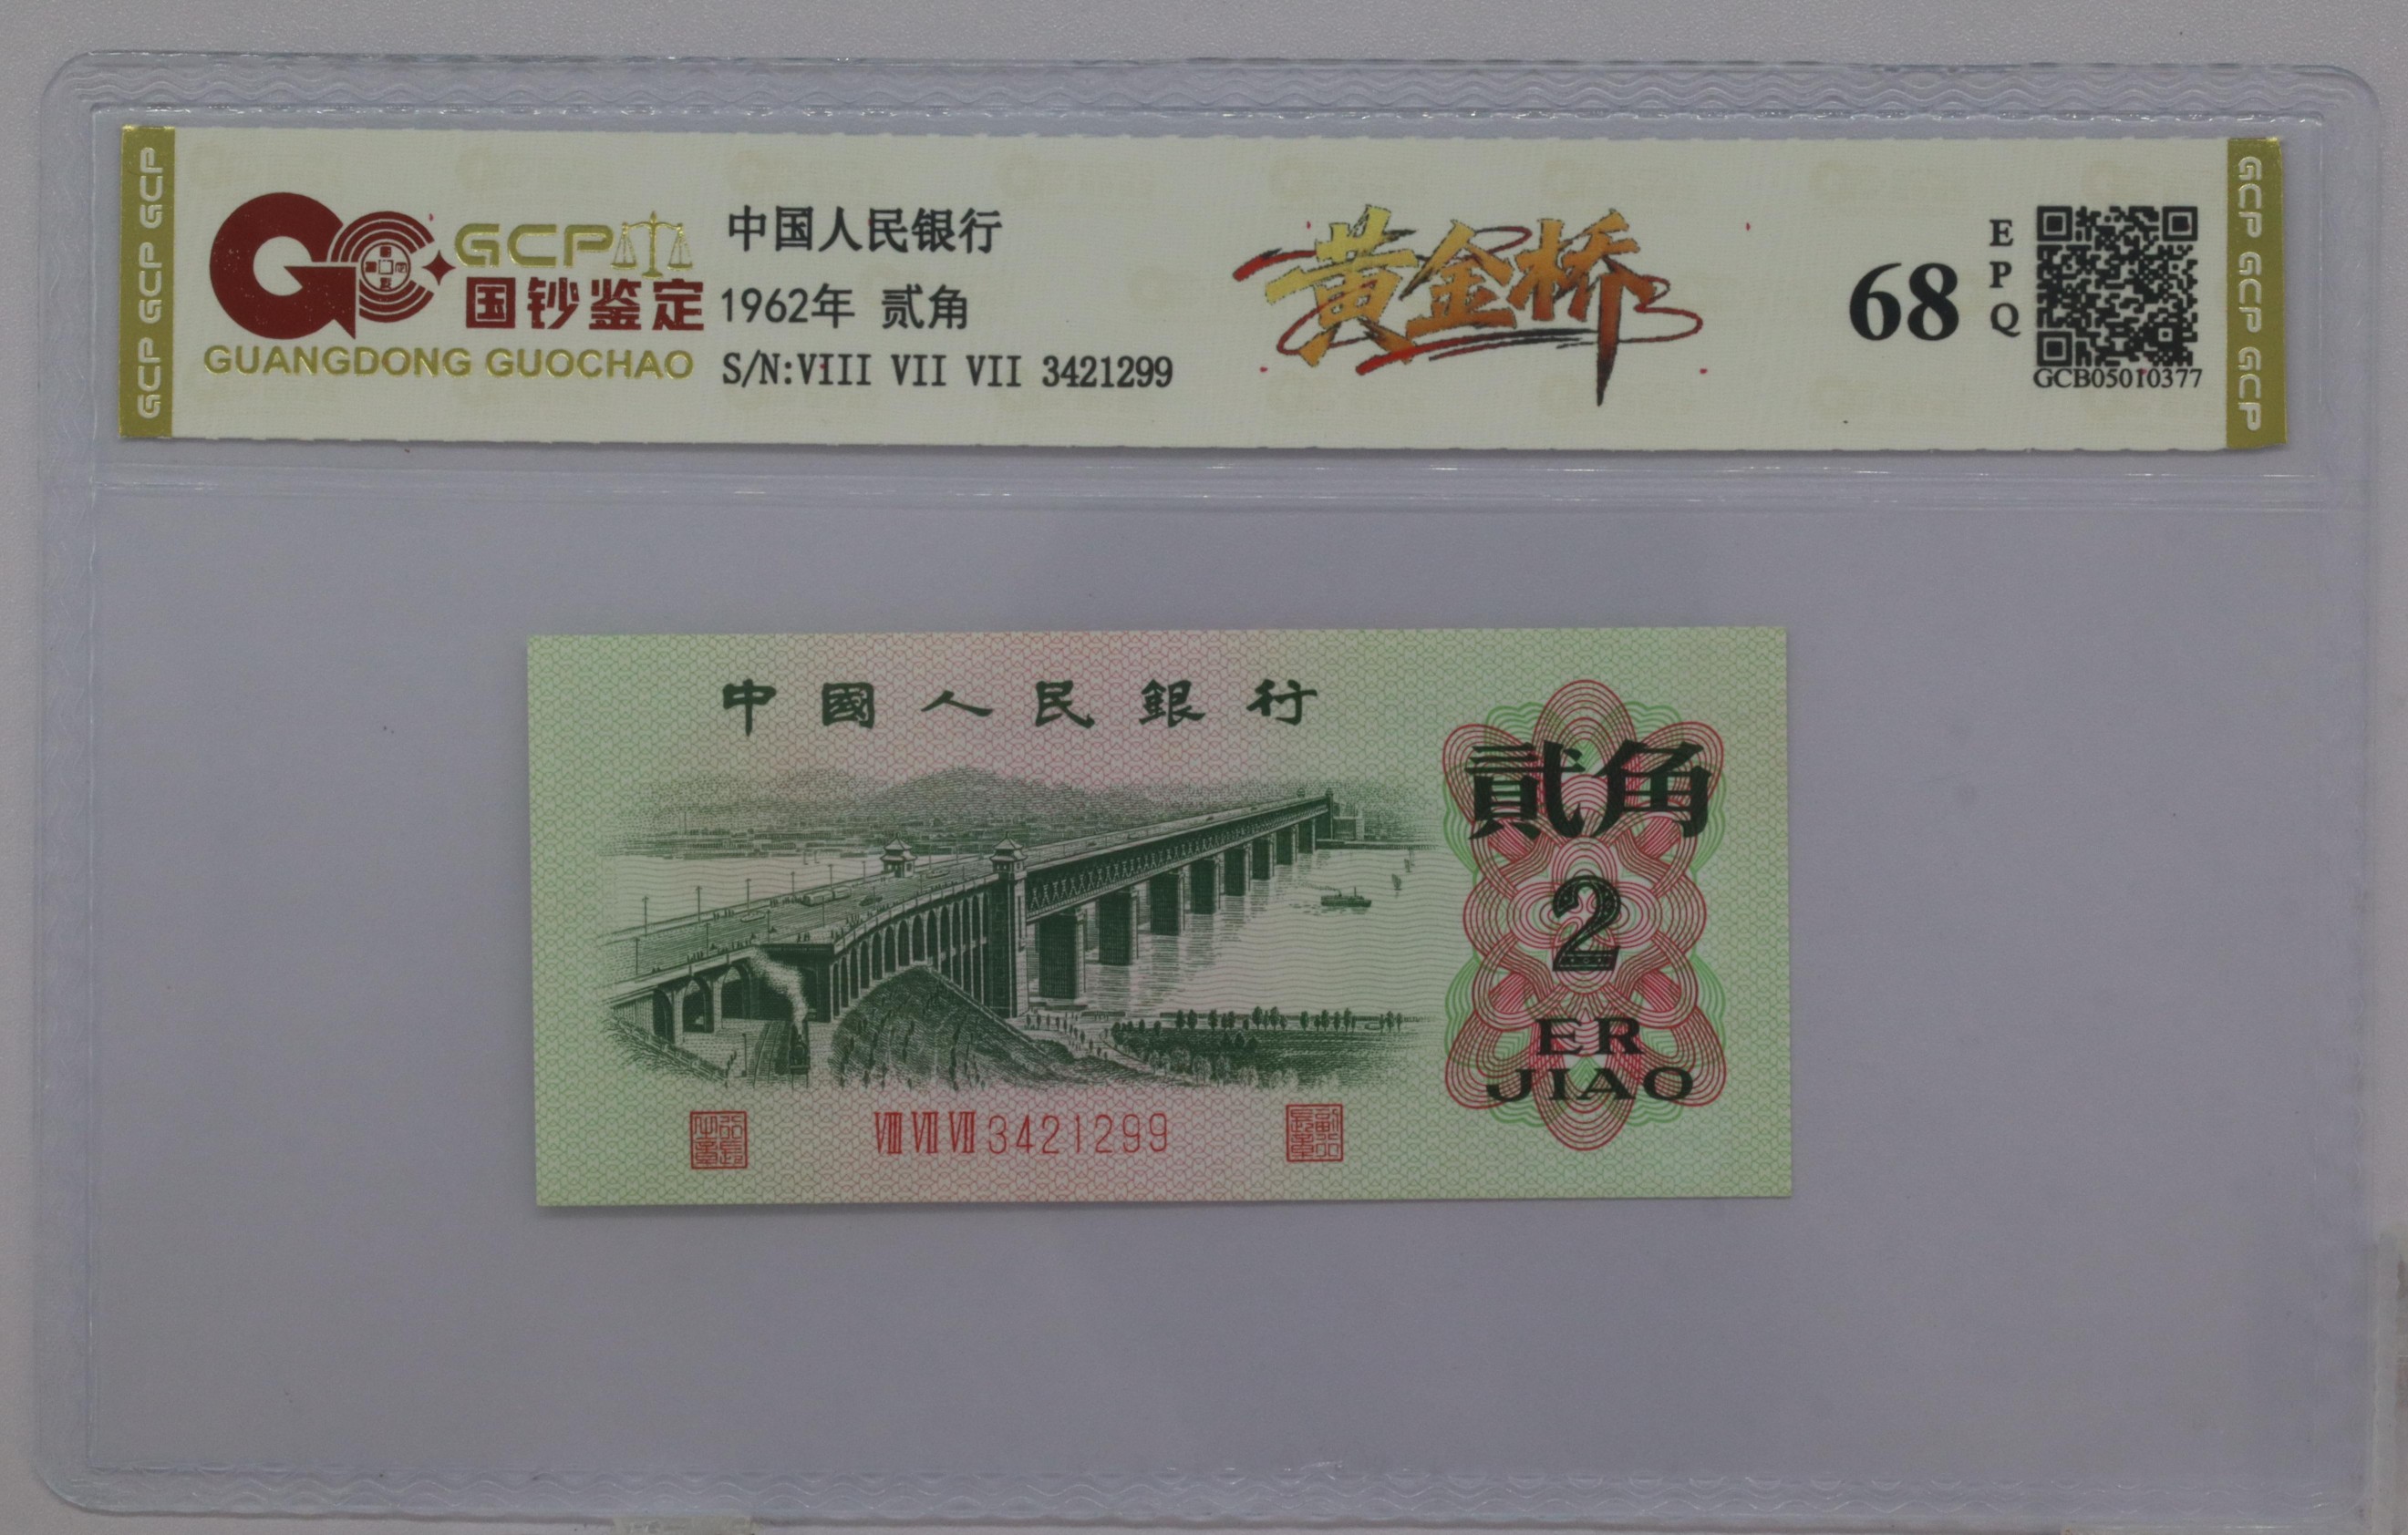 GCP GCP GCP
GCP
国钞鉴定
GUANGDONG GUOCHAO
中国人民银行
1962年 贰角
S/N:VIII VII VII 3421299
黄金桥
68
EPQ
GCB05010377
GCP GCP GCP
中國人民銀行
貳角
2
ER
JIAO
VIII VII VII 3421299